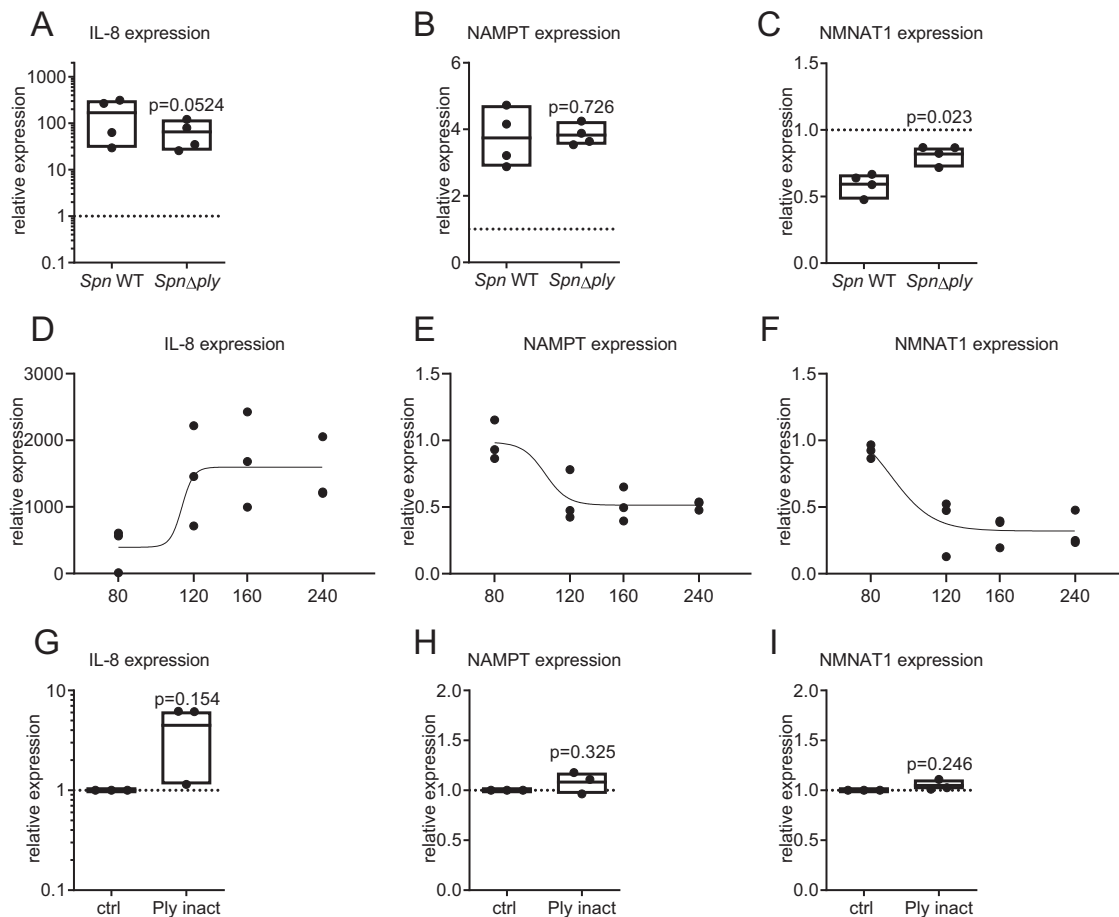 A
IL-8 expression
relative expression
1000
100
10
1
0.1
p=0.0524
Spn WT
SpnΔply
B
NAMPT expression
relative expression
6
4
2
0
p=0.726
Spn WT
SpnΔply
C
NMNAT1 expression
relative expression
1.5
1.0
0.5
0.0
p=0.023
Spn WT
SpnΔply
D
IL-8 expression
relative expression
3000
2000
1000
0
80 120 160 240
E
NAMPT expression
relative expression
1.5
1.0
0.5
0.0
80 120 160 240
F
NMNAT1 expression
relative expression
1.5
1.0
0.5
0.0
80 120 160 240
G
IL-8 expression
relative expression
10
1
0.1
p=0.154
ctrl
Ply inact
H
NAMPT expression
relative expression
2.0
1.5
1.0
0.5
0.0
p=0.325
ctrl
Ply inact
I
NMNAT1 expression
relative expression
2.0
1.5
1.0
0.5
0.0
p=0.246
ctrl
Ply inact